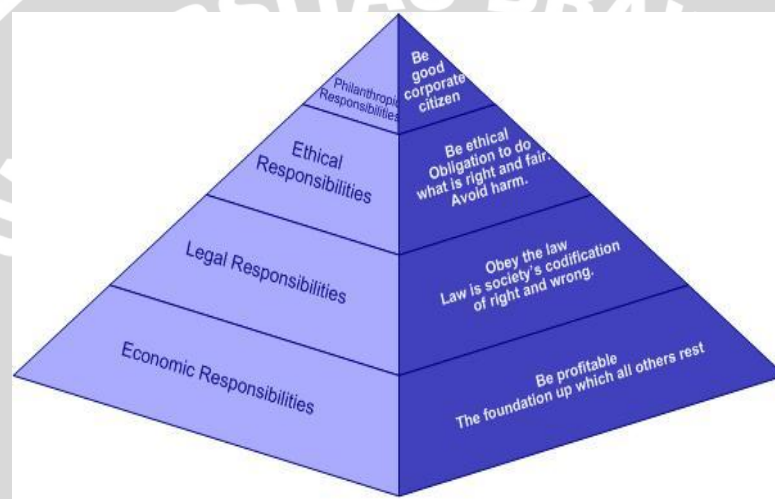 Philanthropic
Responsibilities
Be
good
corporate
citizen
Ethical
Responsibilities
Be ethical
Obligation to do
what is right and fair.
Avoid harm.
Legal Responsibilities
Obey the law
Law is society's codification
of right and wrong.
Economic Responsibilities
Be profitable
The foundation up which all others rest